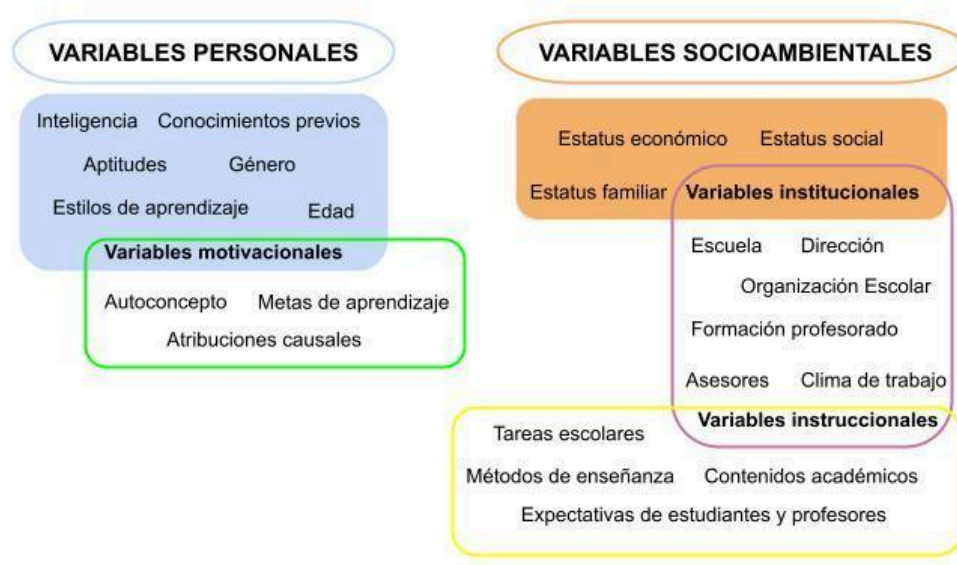 VARIABLES PERSONALES
Inteligencia Conocimientos previos
Aptitudes Género
Estilos de aprendizaje Edad
Variables motivacionales
Autoconcepto Metas de aprendizaje
Atribuciones causales
VARIABLES SOCIOAMBIENTALES
Estatus económico Estatus social
Estatus familiar Variables institucionales
Escuela Dirección
Organización Escolar
Formación profesorado
Asesores Clima de trabajo
Variables instruccionales
Tareas escolares
Métodos de enseñanza Contenidos académicos
Expectativas de estudiantes y profesores